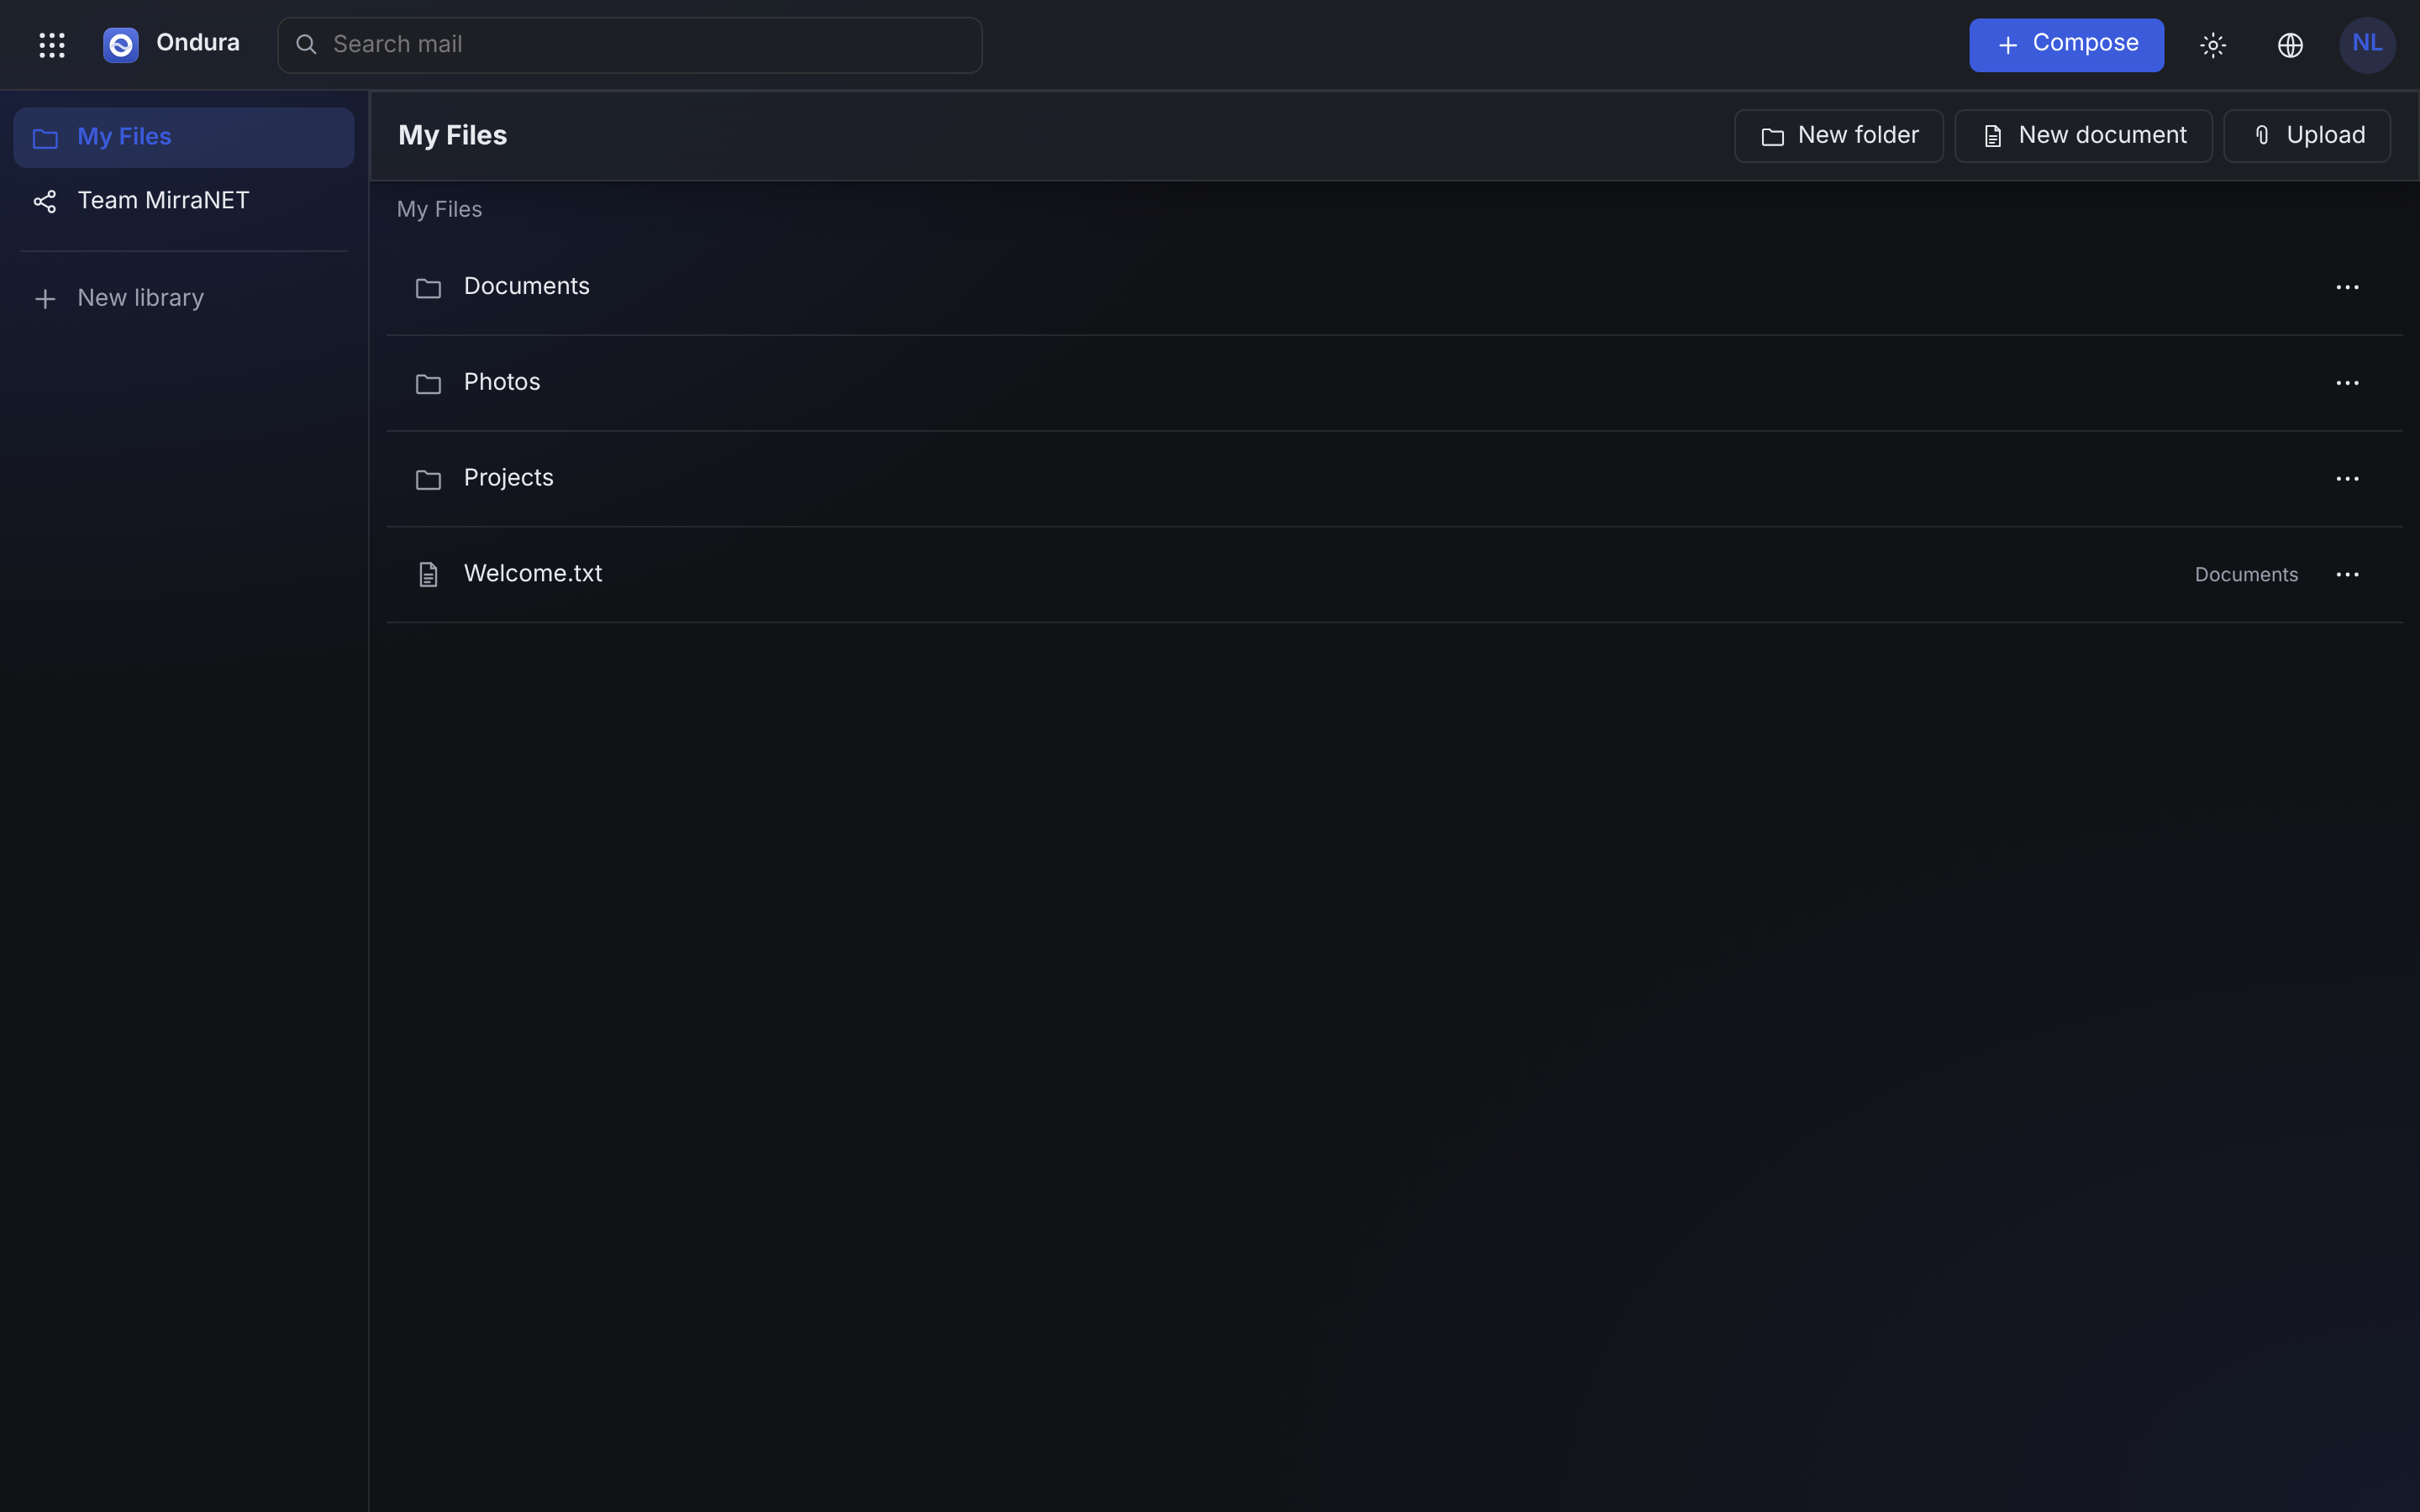 Ondura
Search mail
Compose
NL
My Files
Team MirraNET
New library
My Files
New folder
New document
Upload
My Files
Documents
Photos
Projects
Welcome.txt
Documents